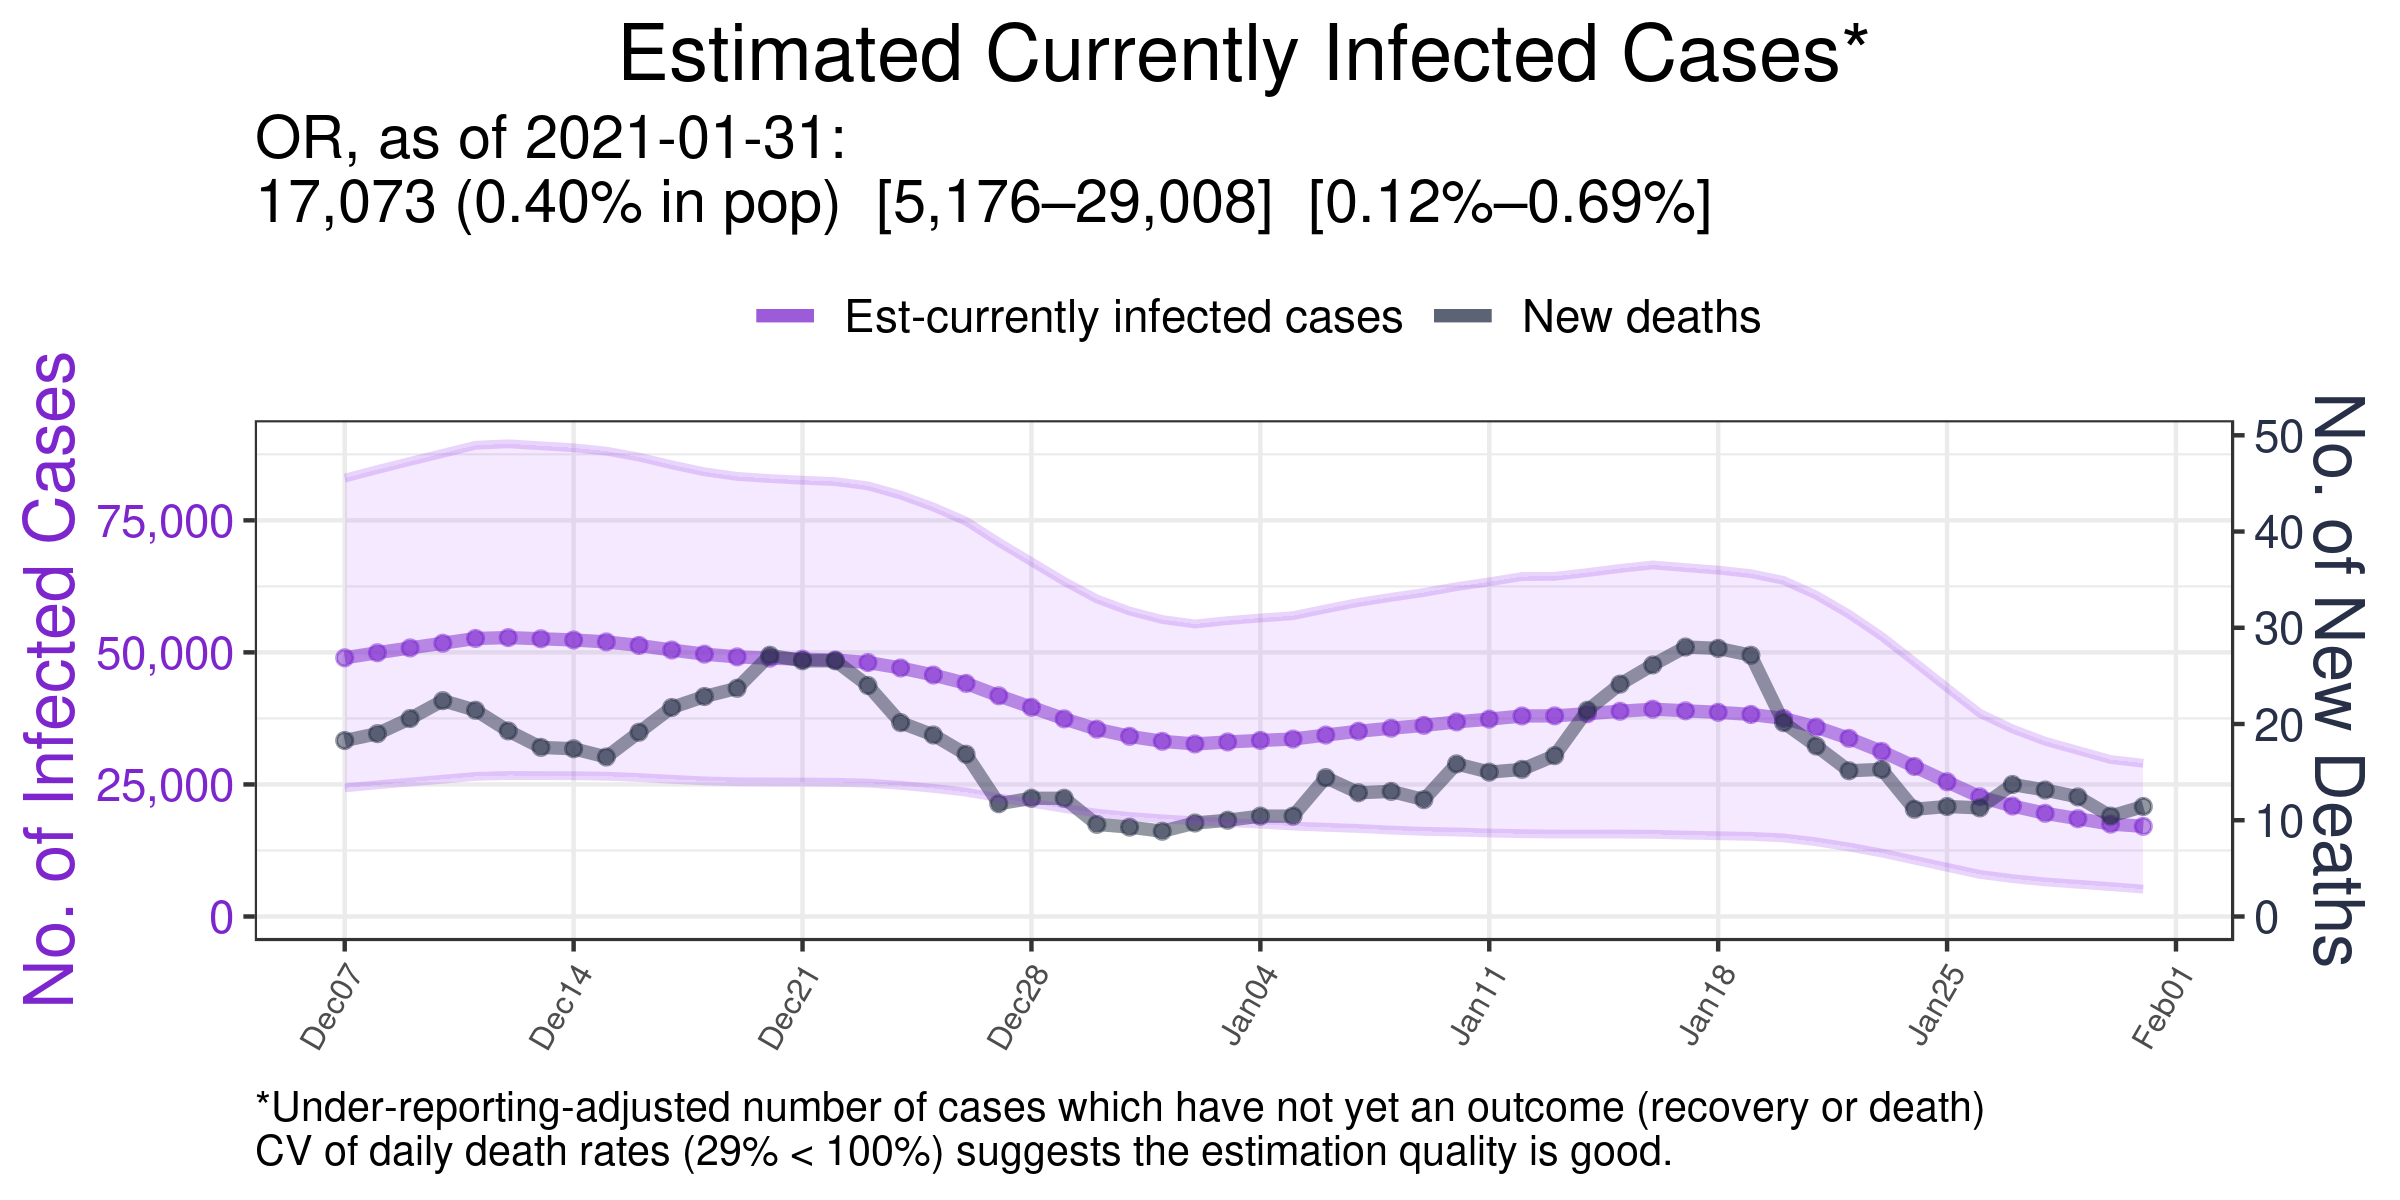 Estimated Currently Infected Cases*
OR, as of 2021-01-31:
17,073 (0.40% in pop)  [5,176–29,008]  [0.12%–0.69%]
Est-currently infected cases
New deaths
No. of Infected Cases
75,000
50,000
25,000
0
50
40
30
20
10
0
No. of New Deaths
Dec07
Dec14
Dec21
Dec28
Jan04
Jan11
Jan18
Jan25
Feb01
*Under-reporting-adjusted number of cases which have not yet an outcome (recovery or death)
CV of daily death rates (29% < 100%) suggests the estimation quality is good.